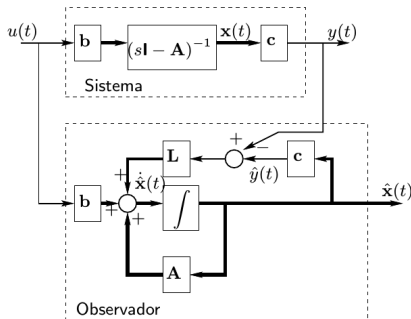 u(t)
b
(sI − A)⁻¹
x(t)
c
y(t)
Sistema
+
−
L
c
+
ẋ̂(t)
ŷ(t)
b
+
+
∫
x̂(t)
A
Observador